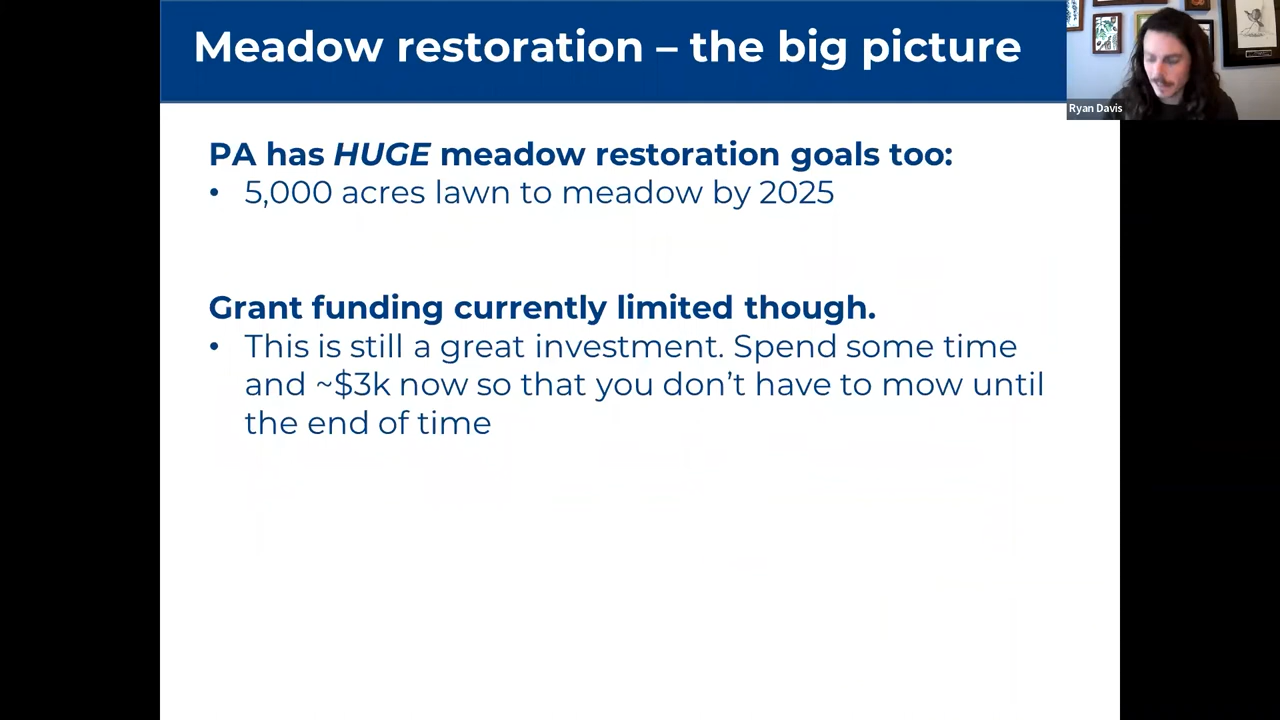 Meadow restoration – the big picture
Ryan Davis
PA has HUGE meadow restoration goals too:
• 5,000 acres lawn to meadow by 2025
Grant funding currently limited though.
• This is still a great investment. Spend some time
and ~$3k now so that you don’t have to mow until
the end of time